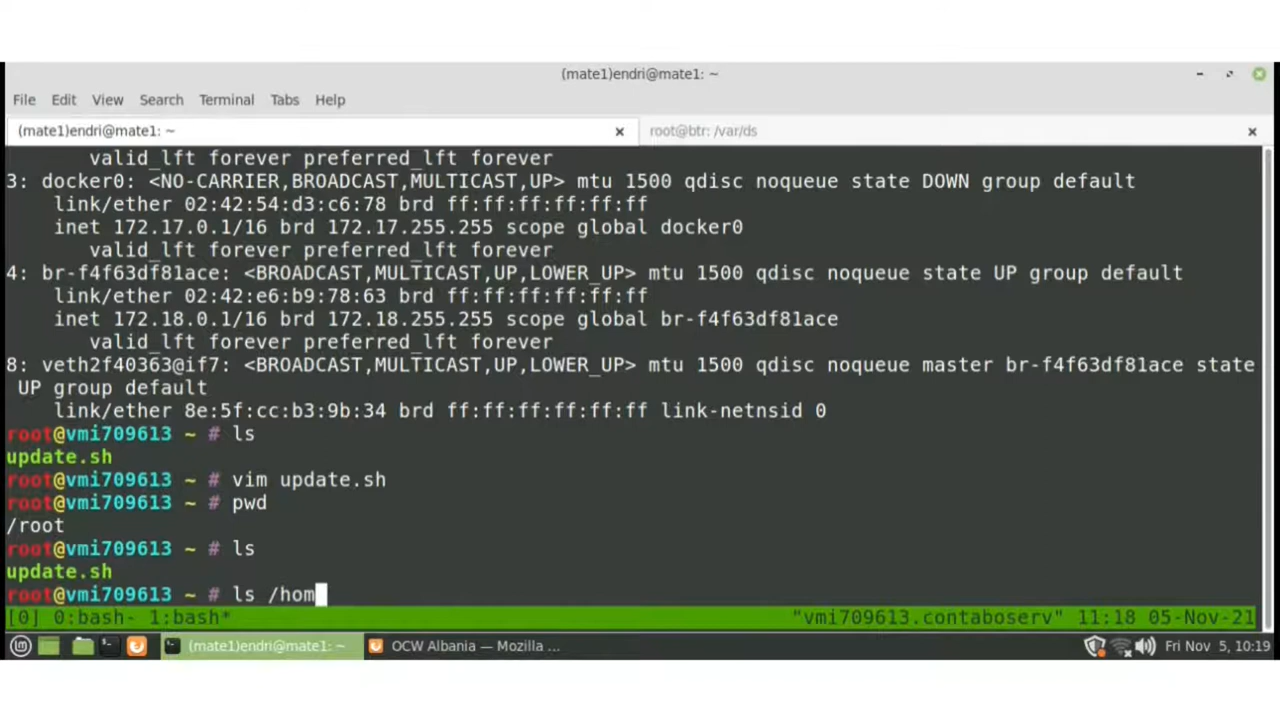 (mate1)endri@mate1: ~
File Edit View Search Terminal Tabs Help
(mate1)endri@mate1: ~ × root@btr: /var/ds ×
valid_lft forever preferred_lft forever
3: docker0: <NO-CARRIER,BROADCAST,MULTICAST,UP> mtu 1500 qdisc noqueue state DOWN group default
link/ether 02:42:54:d3:c6:78 brd ff:ff:ff:ff:ff:ff
inet 172.17.0.1/16 brd 172.17.255.255 scope global docker0
valid_lft forever preferred_lft forever
4: br-f4f63df81ace: <BROADCAST,MULTICAST,UP,LOWER_UP> mtu 1500 qdisc noqueue state UP group default
link/ether 02:42:e6:b9:78:63 brd ff:ff:ff:ff:ff:ff
inet 172.18.0.1/16 brd 172.18.255.255 scope global br-f4f63df81ace
valid_lft forever preferred_lft forever
8: veth2f40363@if7: <BROADCAST,MULTICAST,UP,LOWER_UP> mtu 1500 qdisc noqueue master br-f4f63df81ace state
UP group default
link/ether 8e:5f:cc:b3:9b:34 brd ff:ff:ff:ff:ff:ff link-netnsid 0
root@vmi709613 ~ # ls
update.sh
root@vmi709613 ~ # vim update.sh
root@vmi709613 ~ # pwd
/root
root@vmi709613 ~ # ls
update.sh
root@vmi709613 ~ # ls /hom
[0] 0:bash- 1:bash* "vmi709613.contaboserv" 11:18 05-Nov-21
(mate1)endri@mate1: ~ OCW Albania — Mozilla ... Fri Nov 5, 10:19